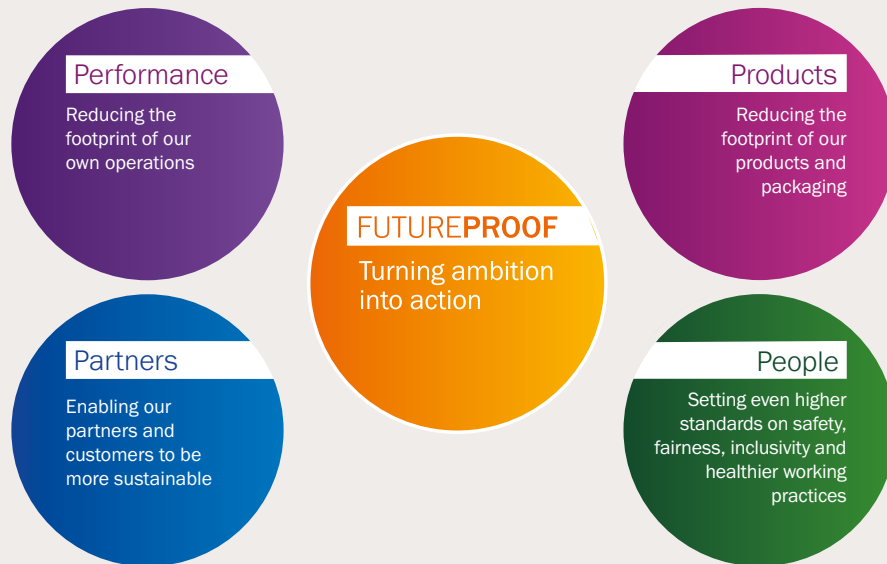 Performance
Reducing the
footprint of our
own operations
Products
Reducing the
footprint of our
products and
packaging
FUTUREPROOF
Turning ambition
into action
Partners
Enabling our
partners and
customers to be
more sustainable
People
Setting even higher
standards on safety,
fairness, inclusivity and
healthier working
practices